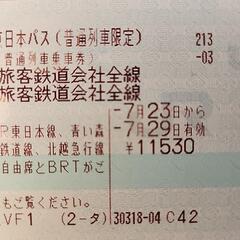 日本パス(普通列車限定) 213
普通列車乗車券) -03
旅客鉄道会社全線
旅客鉄道会社全線
-7月23日から
R東日本線、青い森 -7月29日有効
鉄道線、北越急行線 ¥11530
自由席とBRTがご
もご覧ください。
VF1 (2-タ) 30318-04 C42